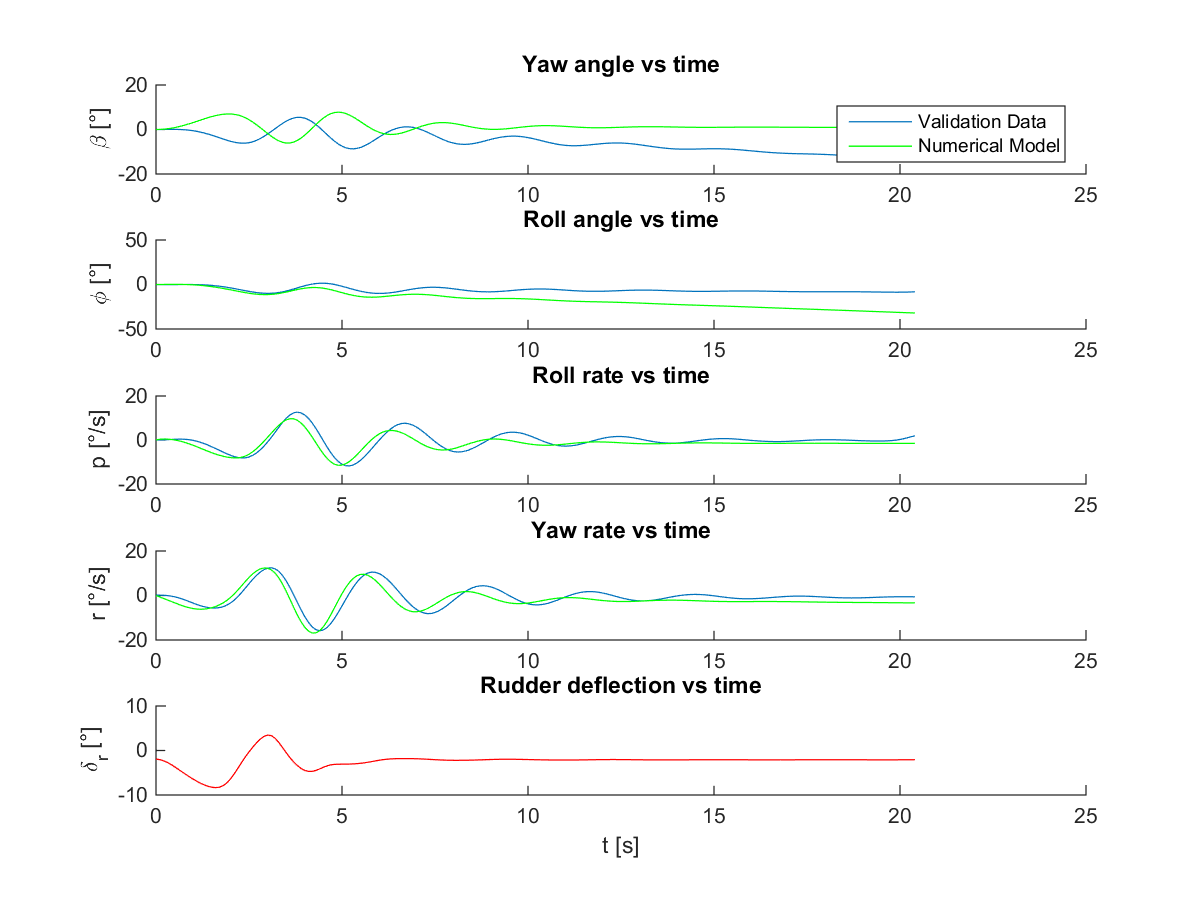 Yaw angle vs time
20
0
-20
β [°]
Validation Data
Numerical Model
0 5 10 15 20 25
Roll angle vs time
50
0
-50
ϕ [°]
0 5 10 15 20 25
Roll rate vs time
20
0
-20
p [°/s]
0 5 10 15 20 25
Yaw rate vs time
20
0
-20
r [°/s]
0 5 10 15 20 25
Rudder deflection vs time
10
0
-10
δr [°]
0 5 10 15 20 25
t [s]